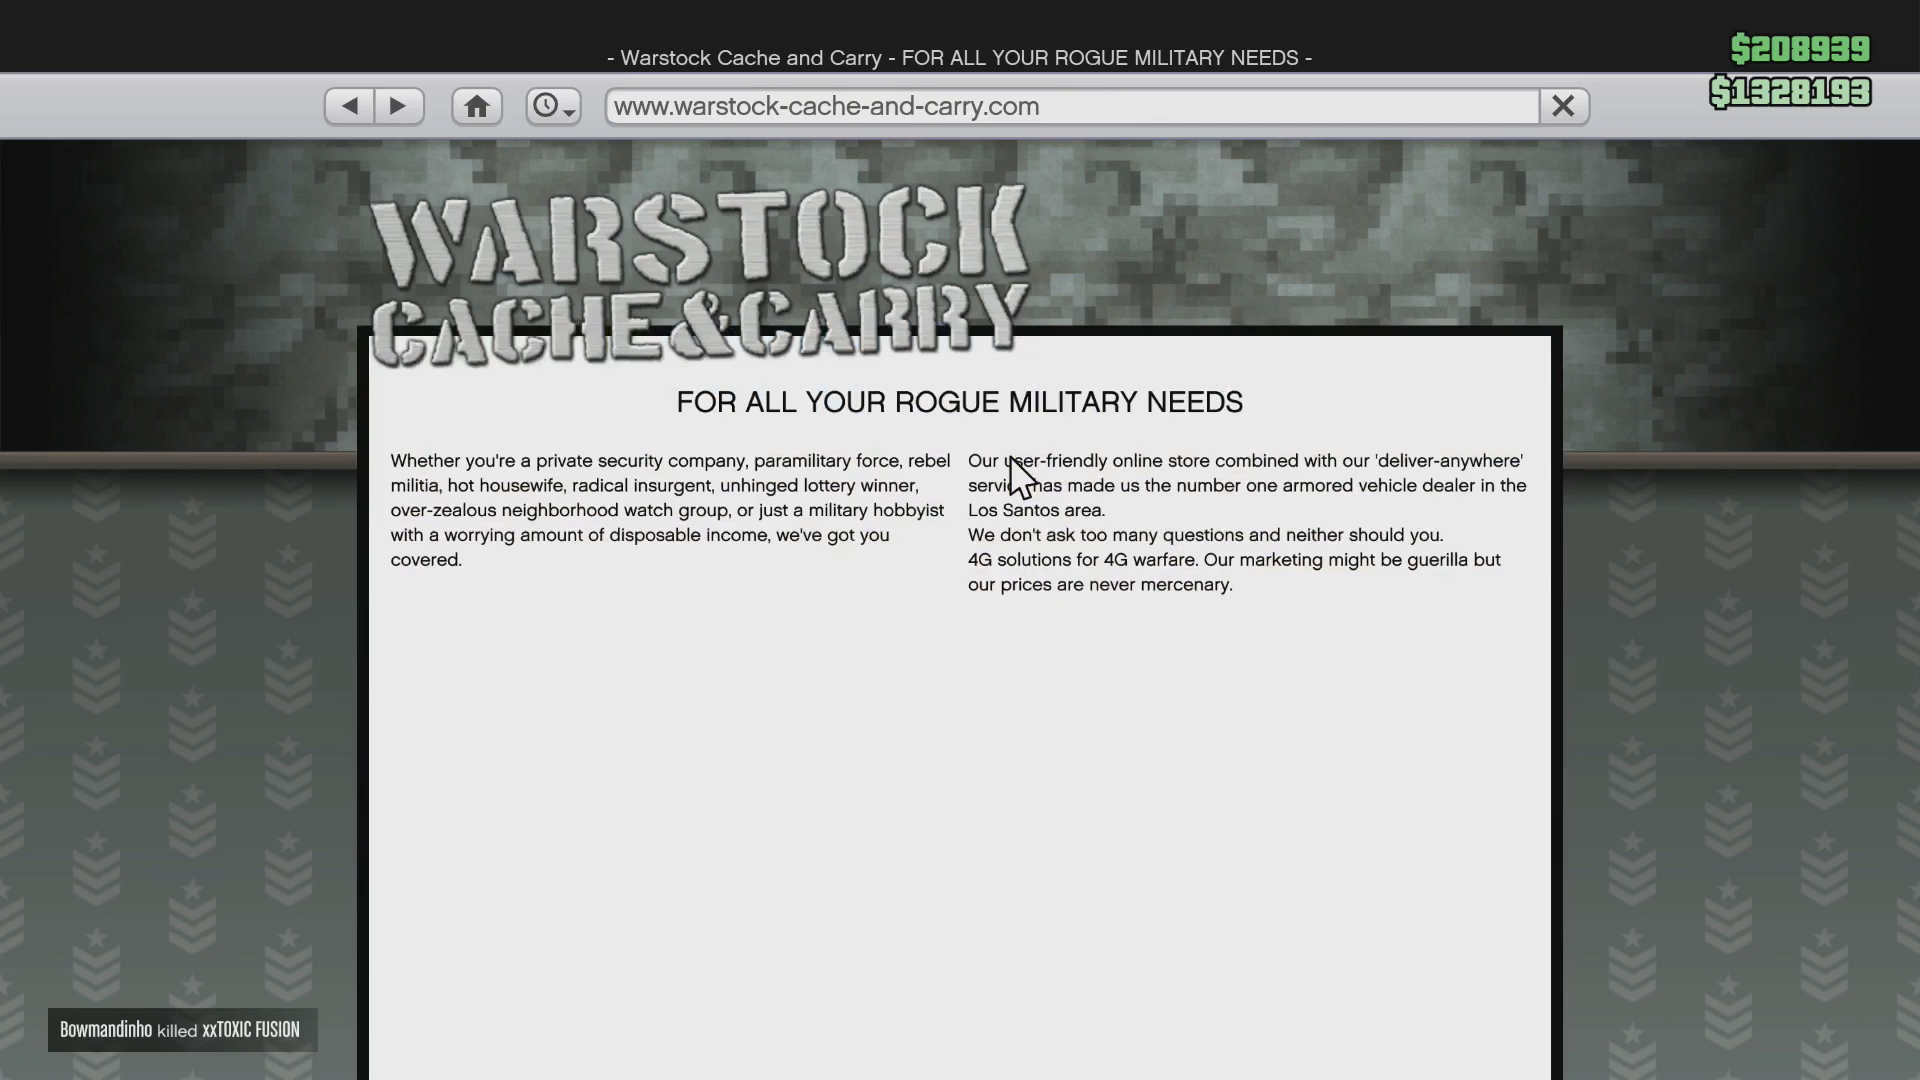 - Warstock Cache and Carry - FOR ALL YOUR ROGUE MILITARY NEEDS -
$208939
$1328193
www.warstock-cache-and-carry.com
WARSTOCK
CACHE&CARRY
FOR ALL YOUR ROGUE MILITARY NEEDS
Whether you're a private security company, paramilitary force, rebel
militia, hot housewife, radical insurgent, unhinged lottery winner,
over-zealous neighborhood watch group, or just a military hobbyist
with a worrying amount of disposable income, we've got you
covered.
Our user-friendly online store combined with our 'deliver-anywhere'
service has made us the number one armored vehicle dealer in the
Los Santos area.
We don't ask too many questions and neither should you.
4G solutions for 4G warfare. Our marketing might be guerilla but
our prices are never mercenary.
Bowmandinho killed xxTOXIC FUSION